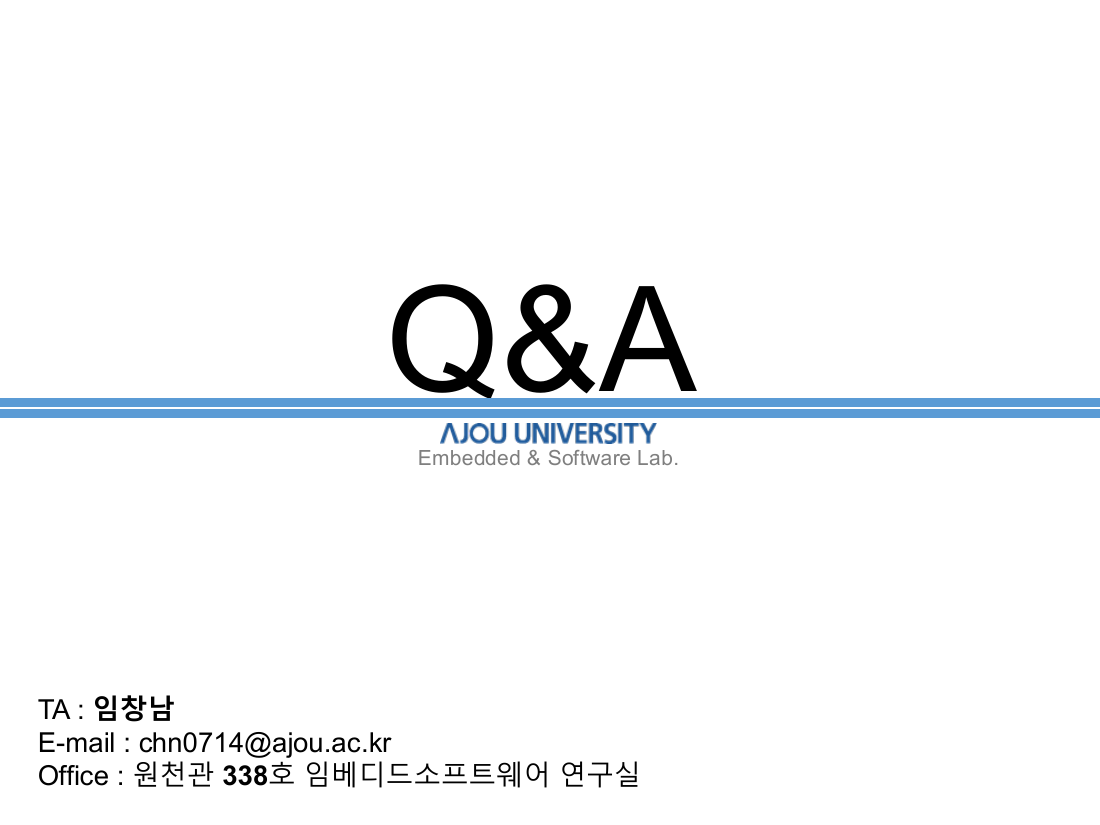 Q&A
AJOU UNIVERSITY
Embedded & Software Lab.
TA : 임창남
E-mail : chn0714@ajou.ac.kr
Office : 원천관 338호 임베디드소프트웨어 연구실